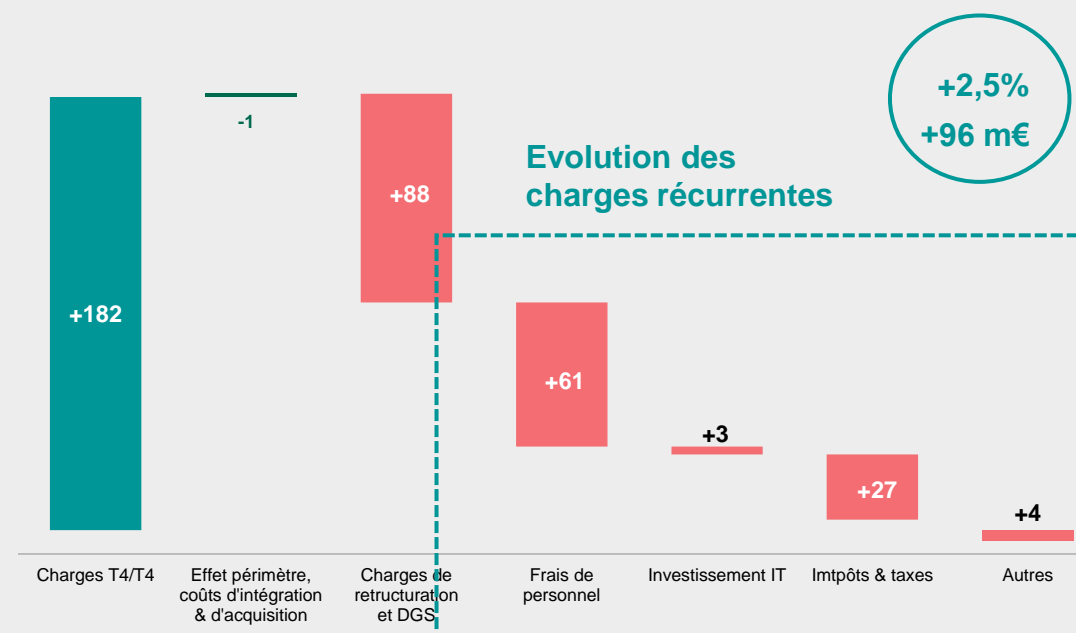 +2,5%
+96 m€
Evolution des
charges récurrentes
-1
+88
+182
+61
+3
+27
+4
Charges T4/T4
Effet périmètre,
coûts d'intégration
& d'acquisition
Charges de
retructuration
et DGS
Frais de
personnel
Investissement IT
Imtpôts & taxes
Autres